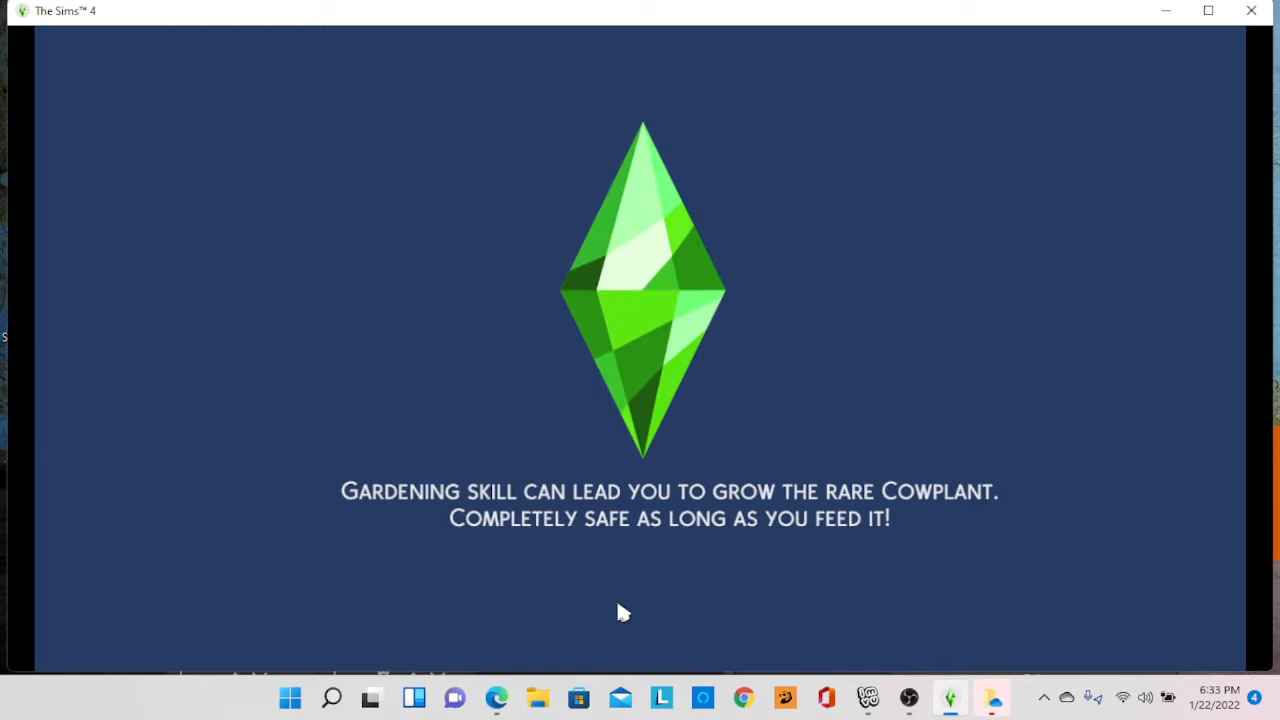 The Sims™ 4
GARDENING SKILL CAN LEAD YOU TO GROW THE RARE COWPLANT.
COMPLETELY SAFE AS LONG AS YOU FEED IT!
6:33 PM
1/22/2022
4